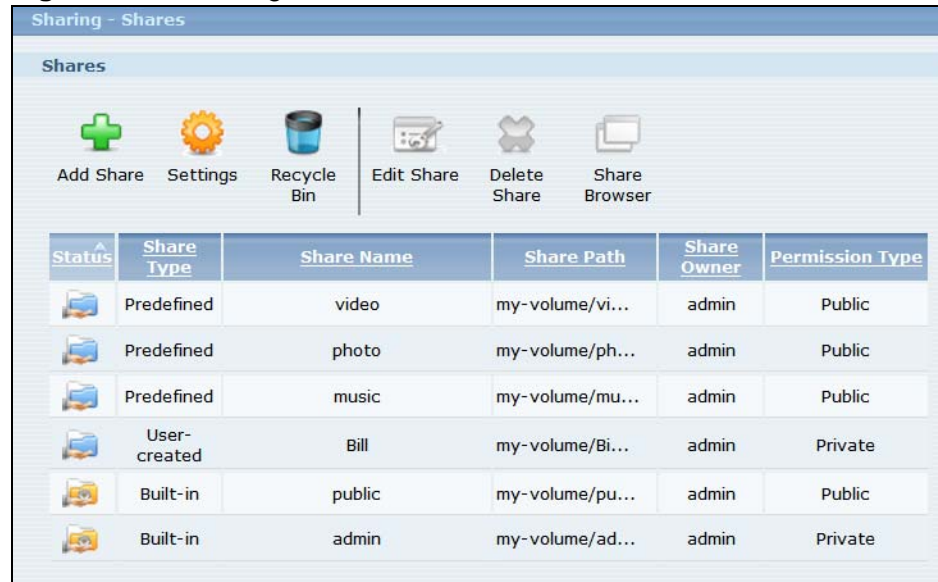 Sharing - Shares
Shares
Add Share
Settings
Recycle
Bin
Edit Share
Delete
Share
Share
Browser
Status
Share
Type
Share Name
Share Path
Share
Owner
Permission Type
Predefined video my-volume/vi... admin Public
Predefined photo my-volume/ph... admin Public
Predefined music my-volume/mu... admin Public
User-
created
Bill my-volume/Bi... admin Private
Built-in public my-volume/pu... admin Public
Built-in admin my-volume/ad... admin Private